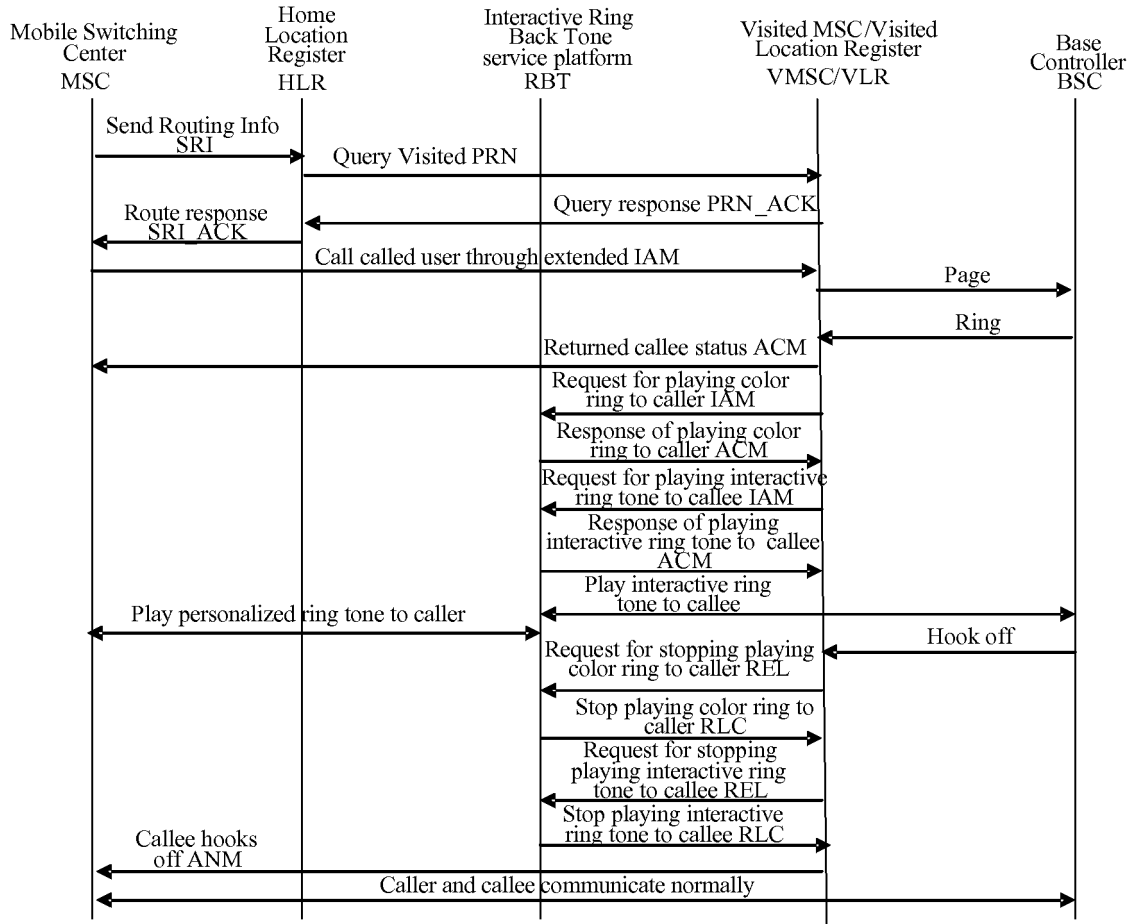 Mobile Switching
Center
MSC
Home
Location
Register
HLR
Interactive Ring
Back Tone
service platform
RBT
Visited MSC/Visited
Location Register
VMSC/VLR
Base
Controller
BSC
Send Routing Info
SRI
Query Visited PRN
Query response PRN_ACK
Route response
SRI_ACK
Call called user through extended IAM
Page
Ring
Returned callee status ACM
Request for playing color
ring to caller IAM
Response of playing color
ring to caller ACM
Request for playing interactive
ring tone to callee IAM
Response of playing
interactive ring tone to callee
ACM
Play interactive ring
tone to callee
Play personalized ring tone to caller
Hook off
Request for stopping playing
color ring to caller REL
Stop playing color ring to
caller RLC
Request for stopping
playing interactive ring
tone to callee REL
Stop playing interactive
ring tone to callee RLC
Callee hooks
off ANM
Caller and callee communicate normally